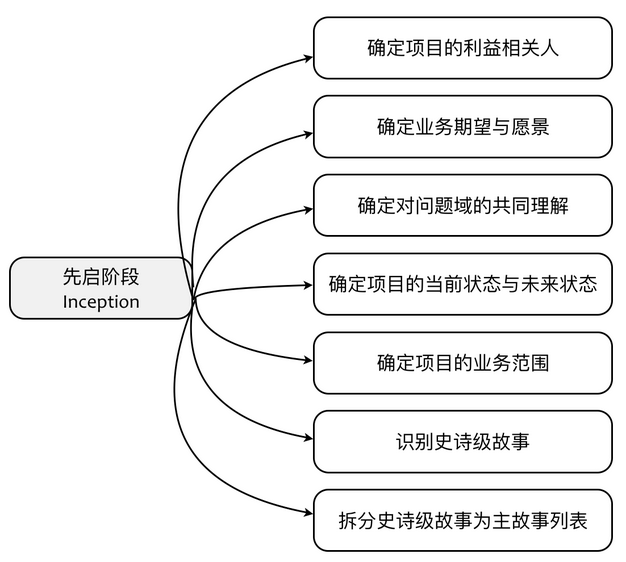 先启阶段
Inception
确定项目的利益相关人
确定业务期望与愿景
确定对问题域的共同理解
确定项目的当前状态与未来状态
确定项目的业务范围
识别史诗级故事
拆分史诗级故事为主故事列表